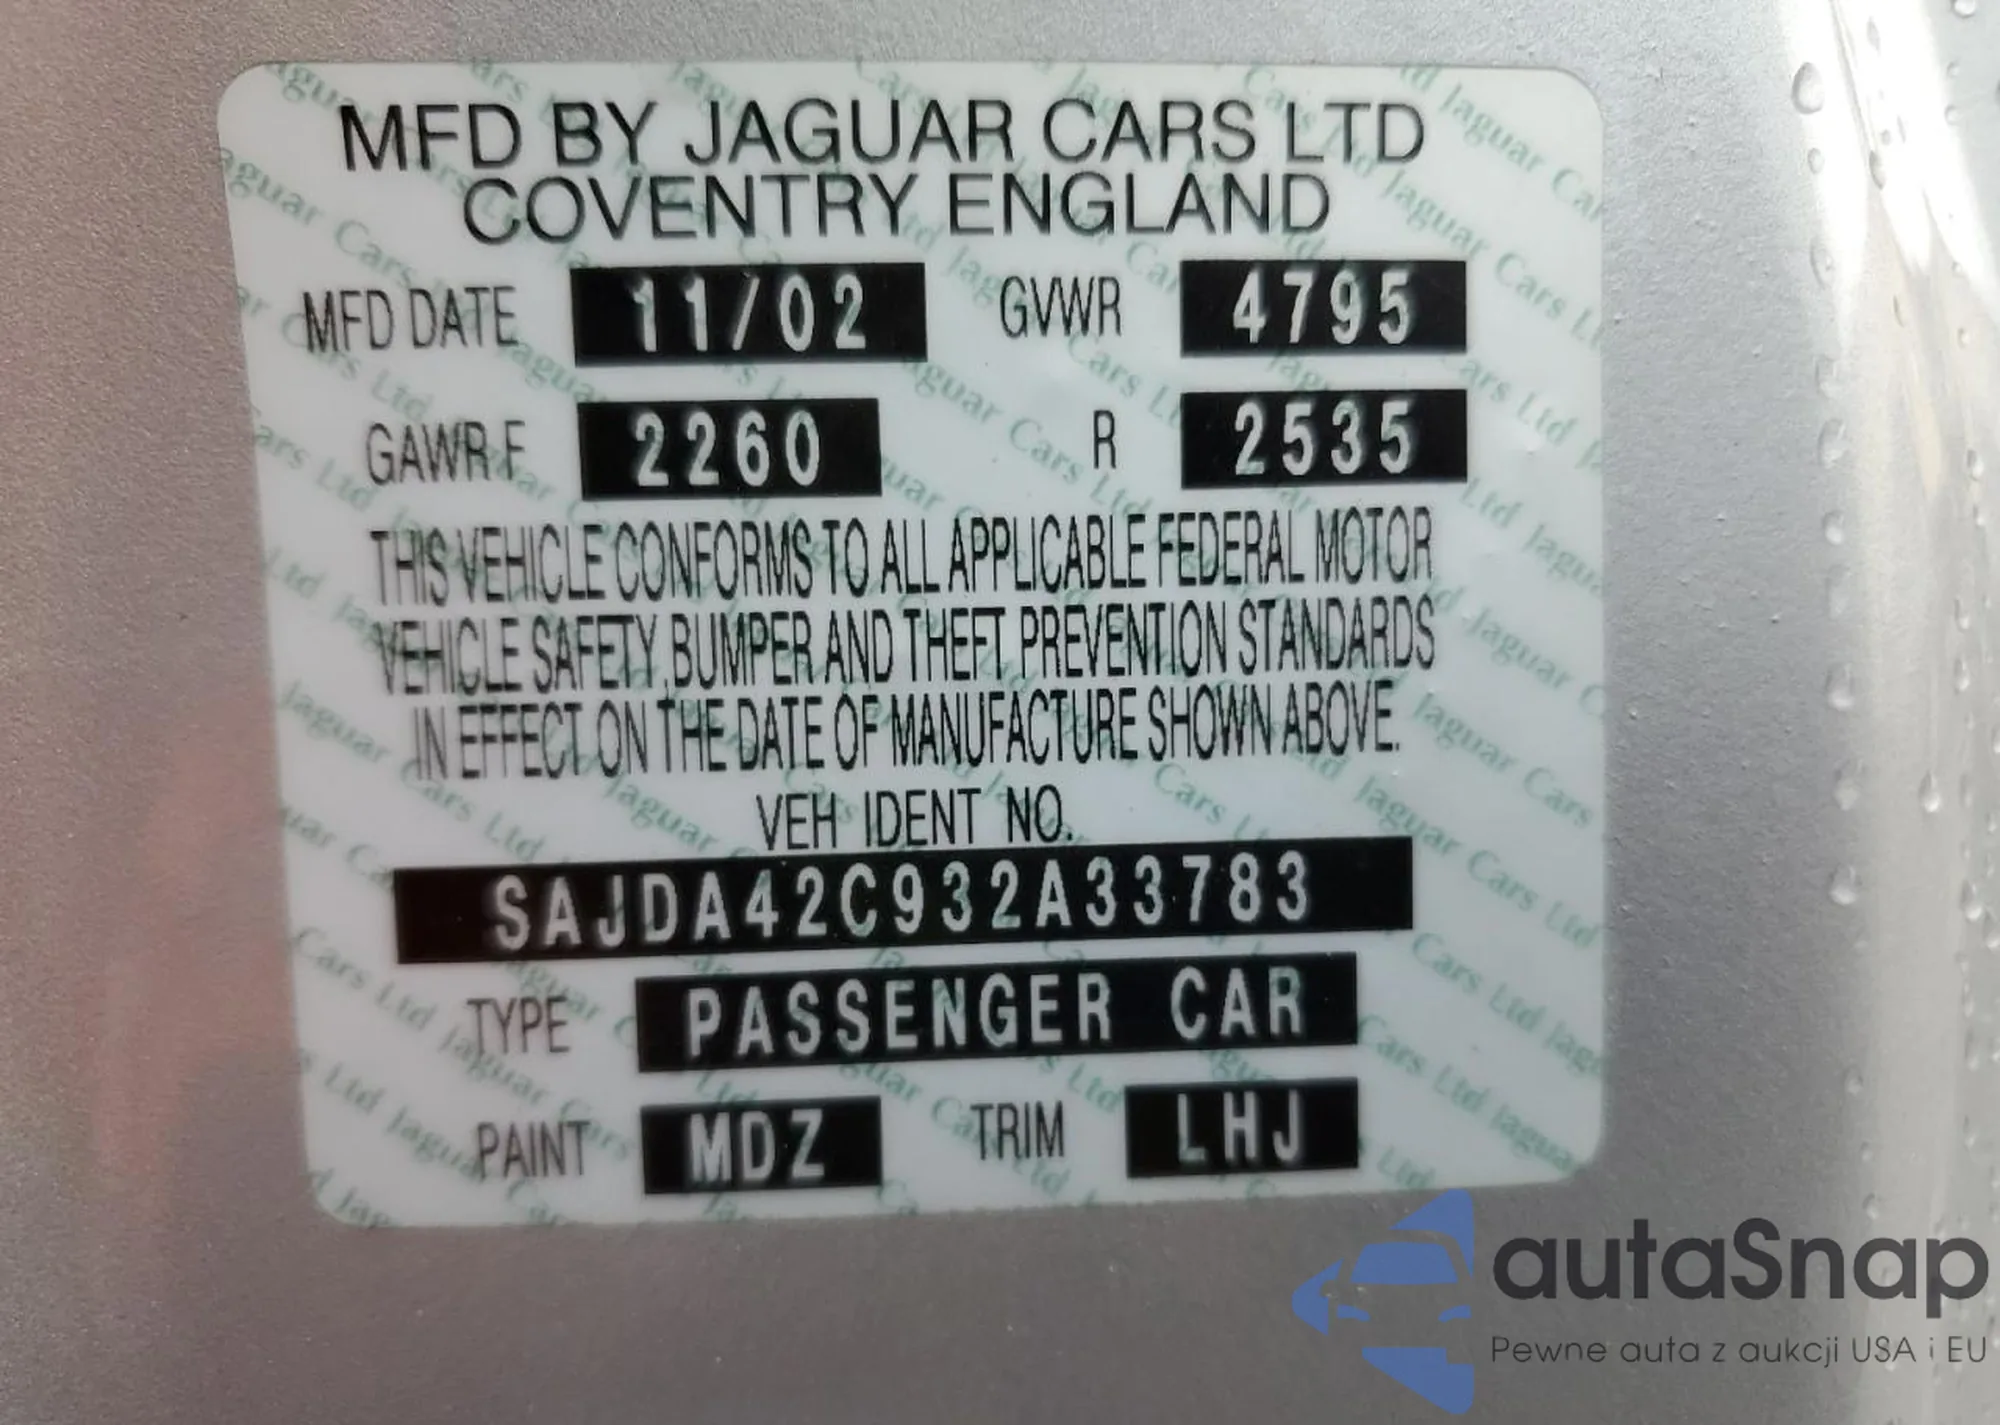 MFD BY JAGUAR CARS LTD
COVENTRY ENGLAND
MFD DATE 11/02 GVWR 4795
GAWR F 2260 R 2535
THIS VEHICLE CONFORMS TO ALL APPLICABLE FEDERAL MOTOR
VEHICLE SAFETY, BUMPER AND THEFT PREVENTION STANDARDS
IN EFFECT ON THE DATE OF MANUFACTURE SHOWN ABOVE.
VEH IDENT NO.
SAJDA42C932A33783
TYPE PASSENGER CAR
PAINT MDZ TRIM LHJ
autaSnap
Pewne auta z aukcji USA i EU